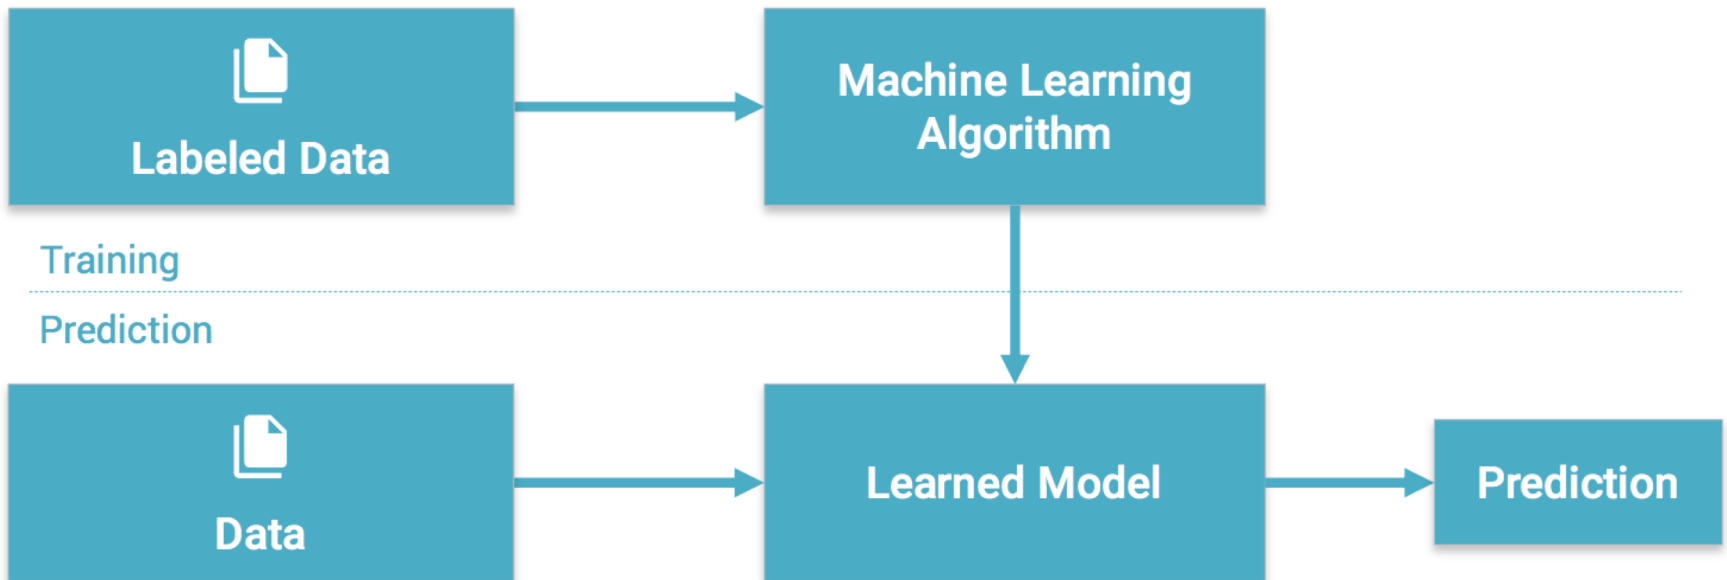 Labeled Data
Machine Learning
Algorithm
Training
Prediction
Data
Learned Model
Prediction